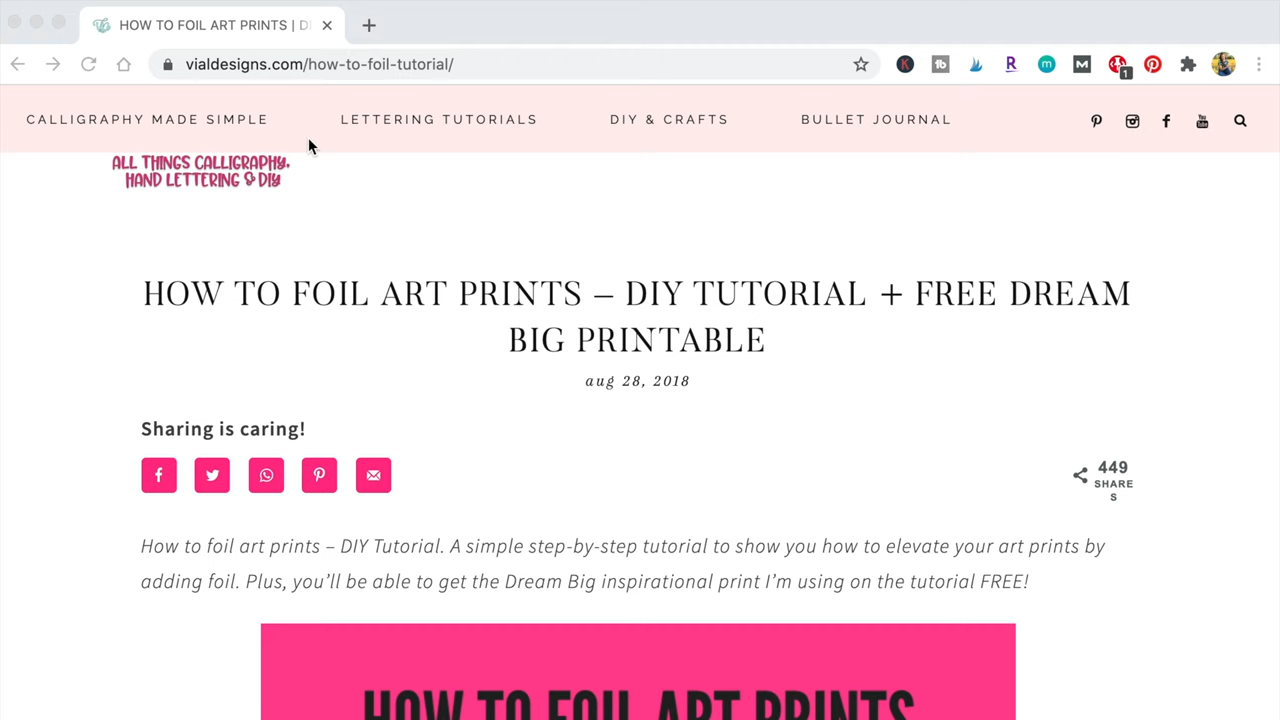 HOW TO FOIL ART PRINTS | D
vialdesigns.com/how-to-foil-tutorial/
1
CALLIGRAPHY MADE SIMPLE LETTERING TUTORIALS DIY & CRAFTS BULLET JOURNAL
ALL THINGS CALLIGRAPHY,
HAND LETTERING & DIY
HOW TO FOIL ART PRINTS – DIY TUTORIAL + FREE DREAM
BIG PRINTABLE
aug 28, 2018
Sharing is caring!
449
SHARE
S
How to foil art prints – DIY Tutorial. A simple step-by-step tutorial to show you how to elevate your art prints by
adding foil. Plus, you’ll be able to get the Dream Big inspirational print I’m using on the tutorial FREE!
HOW TO FOIL ART PRINTS